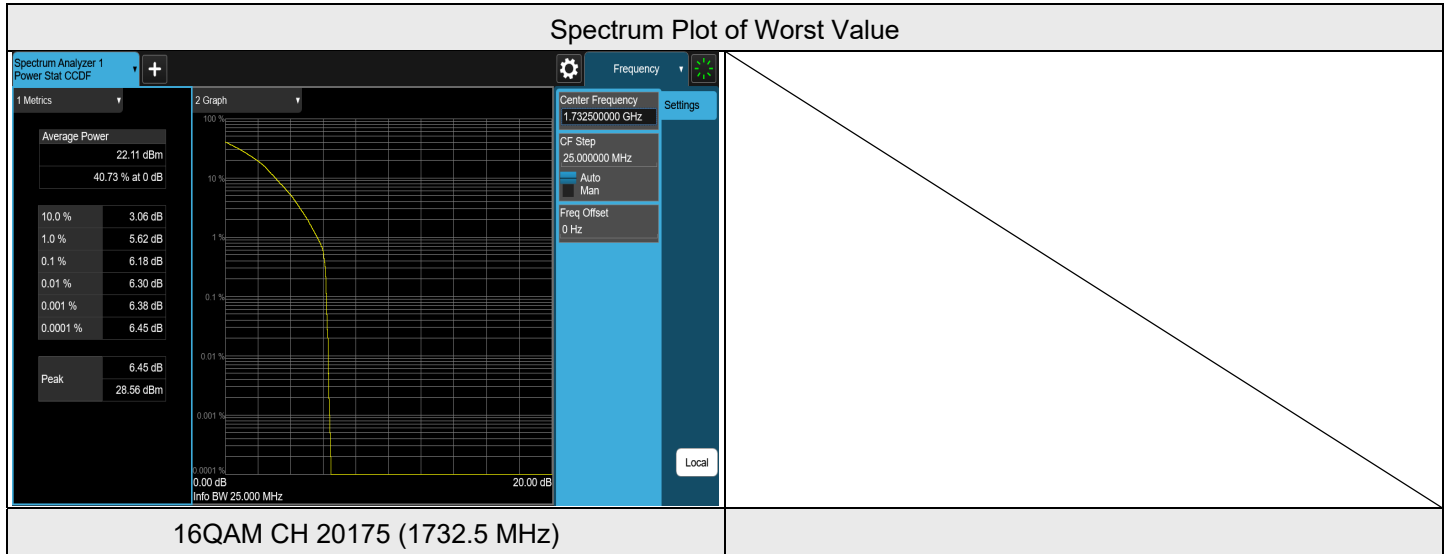 Spectrum Plot of Worst Value
Spectrum Analyzer 1
Power Stat CCDF
+
Frequency
1 Metrics
2 Graph
Center Frequency
1.732500000 GHz
Settings
CF Step
25.000000 MHz
Auto
Man
Freq Offset
0 Hz
Average Power
22.11 dBm
40.73 % at 0 dB
10.0 % 3.06 dB
1.0 % 5.62 dB
0.1 % 6.18 dB
0.01 % 6.30 dB
0.001 % 6.38 dB
0.0001 % 6.45 dB
Peak 6.45 dB
28.56 dBm
100 %
10 %
1 %
0.1 %
0.01 %
0.001 %
0.0001 %
0.00 dB 20.00 dB
Info BW 25.000 MHz
Local
16QAM CH 20175 (1732.5 MHz)